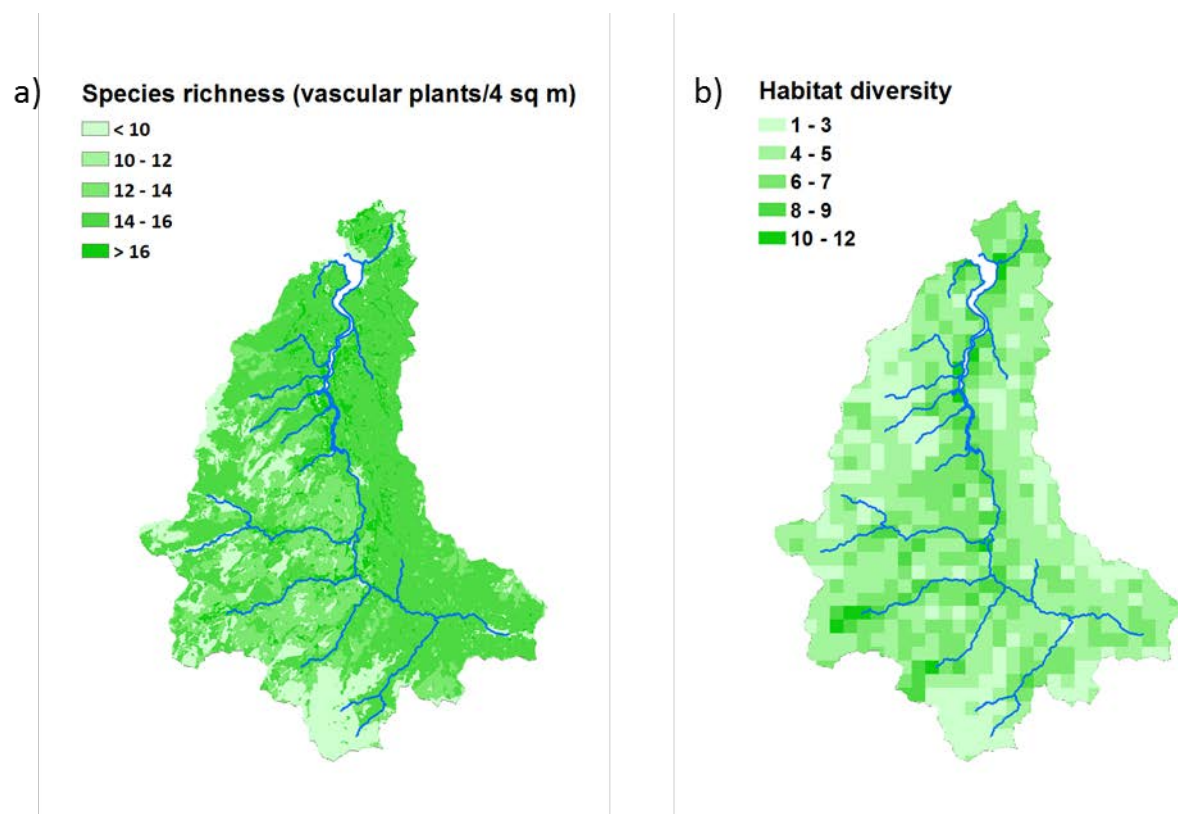 a)
Species richness (vascular plants/4 sq m)
< 10
10 - 12
12 - 14
14 - 16
> 16
b)
Habitat diversity
1 - 3
4 - 5
6 - 7
8 - 9
10 - 12